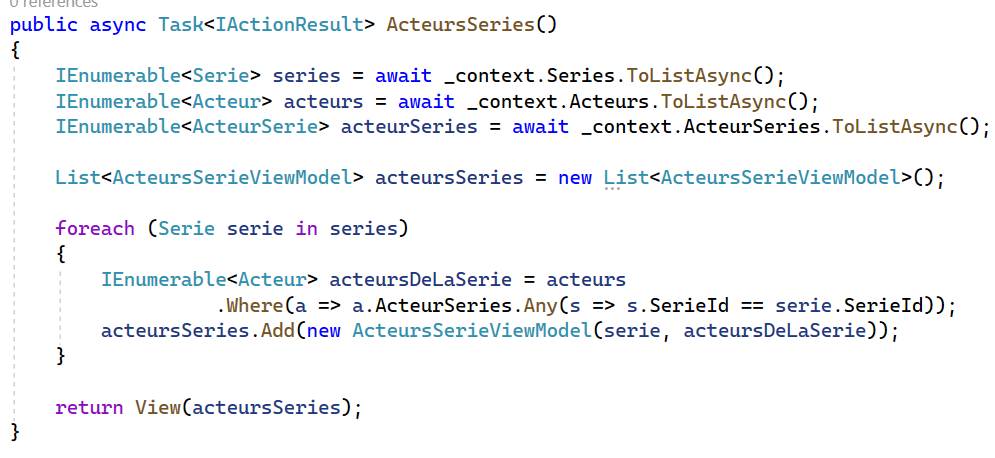 0 references
public async Task<IActionResult> ActeursSeries()
{
    IEnumerable<Serie> series = await _context.Series.ToListAsync();
    IEnumerable<Acteur> acteurs = await _context.Acteurs.ToListAsync();
    IEnumerable<ActeurSerie> acteurSeries = await _context.ActeurSeries.ToListAsync();

    List<ActeursSerieViewModel> acteursSeries = new List<ActeursSerieViewModel>();

    foreach (Serie serie in series)
    {
        IEnumerable<Acteur> acteursDeLaSerie = acteurs
                  .Where(a => a.ActeurSeries.Any(s => s.SerieId == serie.SerieId));
        acteursSeries.Add(new ActeursSerieViewModel(serie, acteursDeLaSerie));
    }

    return View(acteursSeries);
}